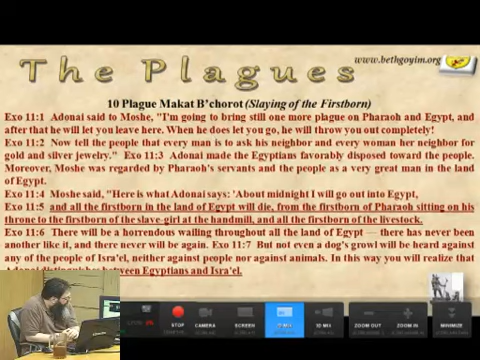 www.bethgoyim.org
The Plagues
10 Plague Makat B'chorot (Slaying of the Firstborn)
Exo 11:1 Adonai said to Moshe, "I'm going to bring still one more plague on Pharaoh and Egypt, and
after that he will let you leave here. When he does let you go, he will throw you out completely!
Exo 11:2 Now tell the people that every man is to ask his neighbor and every woman her neighbor for
gold and silver jewelry." Exo 11:3 Adonai made the Egyptians favorably disposed toward the people.
Moreover, Moshe was regarded by Pharaoh's servants and the people as a very great man in the land
of Egypt.
Exo 11:4 Moshe said, "Here is what Adonai says: 'About midnight I will go out into Egypt,
Exo 11:5 and all the firstborn in the land of Egypt will die, from the firstborn of Pharaoh sitting on his
throne to the firstborn of the slave-girl at the handmill, and all the firstborn of the livestock.
Exo 11:6 There will be a horrendous wailing throughout all the land of Egypt — there has never been
another like it, and there never will be again. Exo 11:7 But not even a dog's growl will be heard against
any of the people of Isra'el, neither against people nor against animals. In this way you will realize that
Adonai distinguishes between Egyptians and Isra'el.
STOP CAMERA SCREEN ZOOM OUT ZOOM IN MINIMIZE